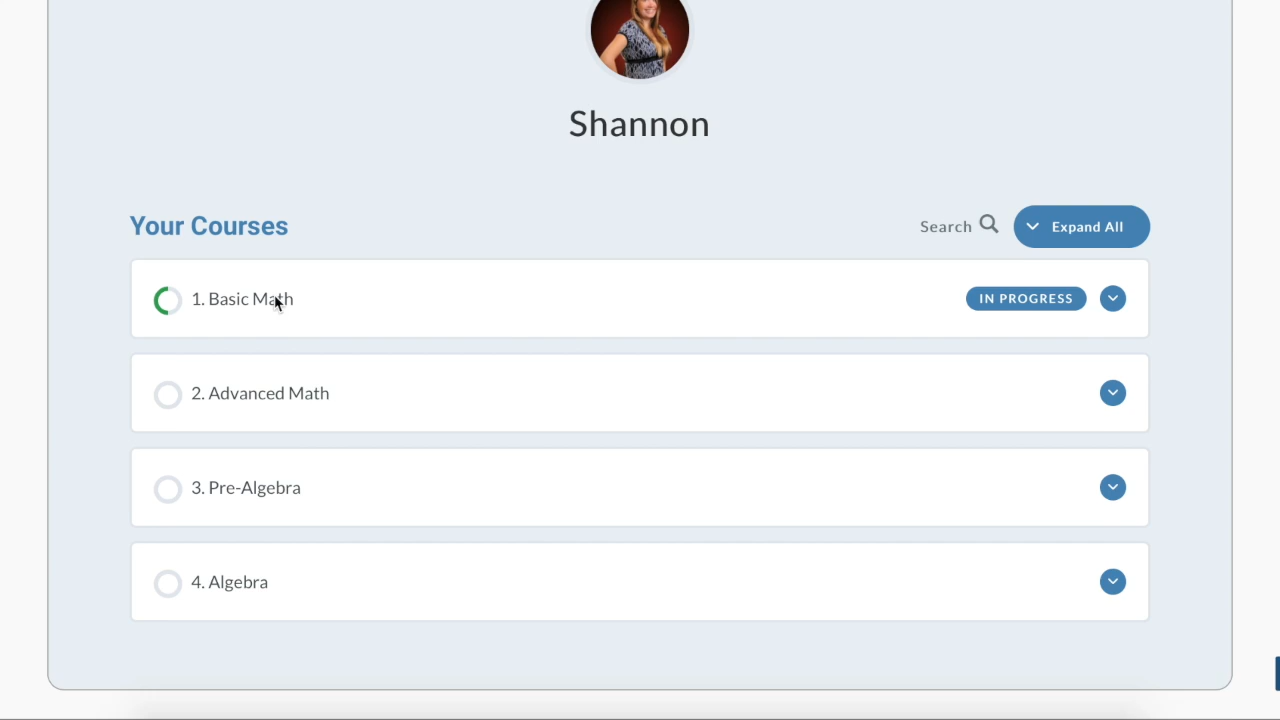 Shannon
Your Courses
Search
Expand All
1. Basic Math
IN PROGRESS
2. Advanced Math
3. Pre-Algebra
4. Algebra